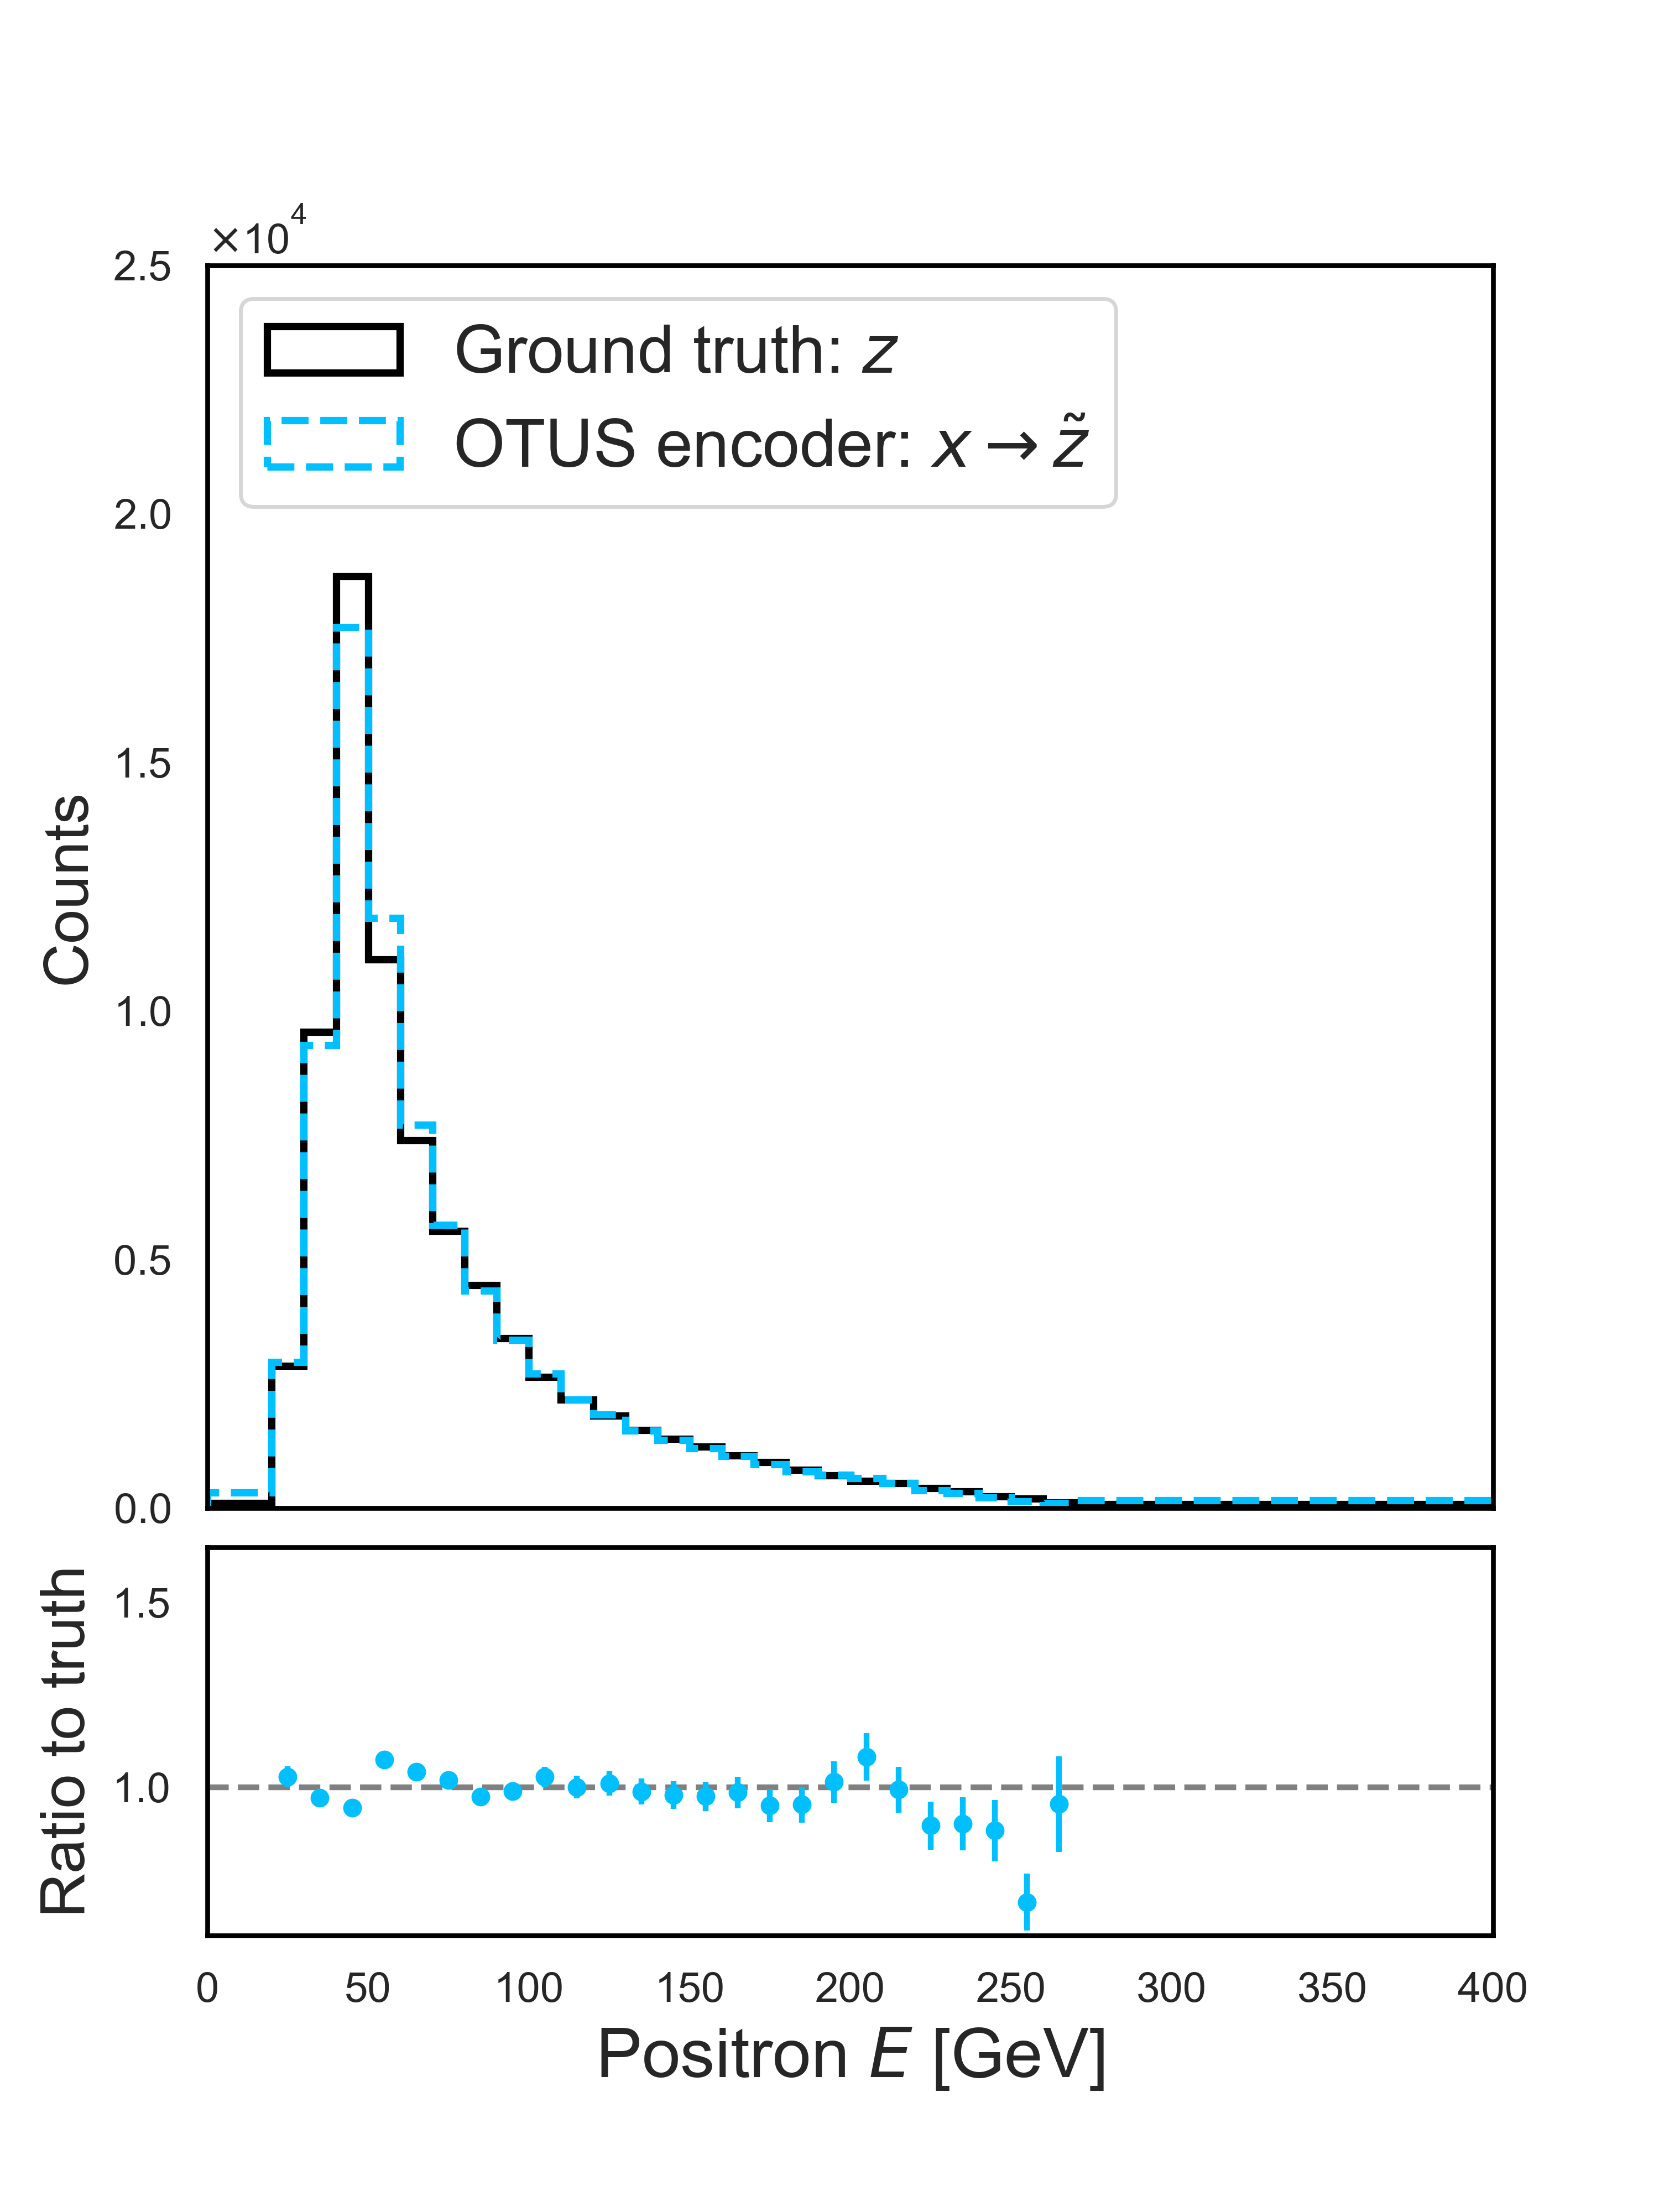 ×10⁴
2.5
Ground truth: z
OTUS encoder: x → z̃
2.0
1.5
1.0
0.5
0.0
Counts
1.5
1.0
Ratio to truth
0 50 100 150 200 250 300 350 400
Positron E [GeV]